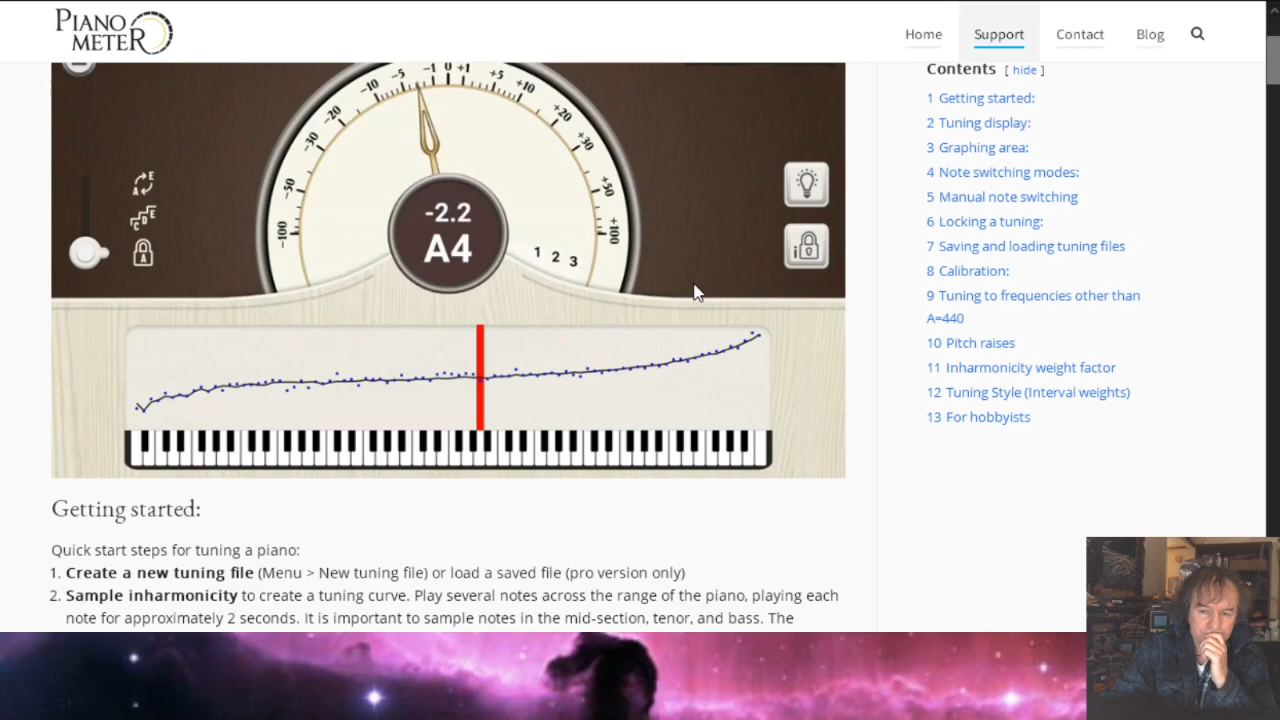 PIANO
METER
Home
Support
Contact
Blog
-100
-50
-30
-20
-10
-5
-1
0
+1
+5
+10
+20
+30
+50
+100
-2.2
A4
1 2 3
A E
C D E
A
i
Contents [ hide ]
1 Getting started:
2 Tuning display:
3 Graphing area:
4 Note switching modes:
5 Manual note switching
6 Locking a tuning:
7 Saving and loading tuning files
8 Calibration:
9 Tuning to frequencies other than
A=440
10 Pitch raises
11 Inharmonicity weight factor
12 Tuning Style (Interval weights)
13 For hobbyists
Getting started:
Quick start steps for tuning a piano:
1. Create a new tuning file (Menu > New tuning file) or load a saved file (pro version only)
2. Sample inharmonicity to create a tuning curve. Play several notes across the range of the piano, playing each
note for approximately 2 seconds. It is important to sample notes in the mid-section, tenor, and bass. The